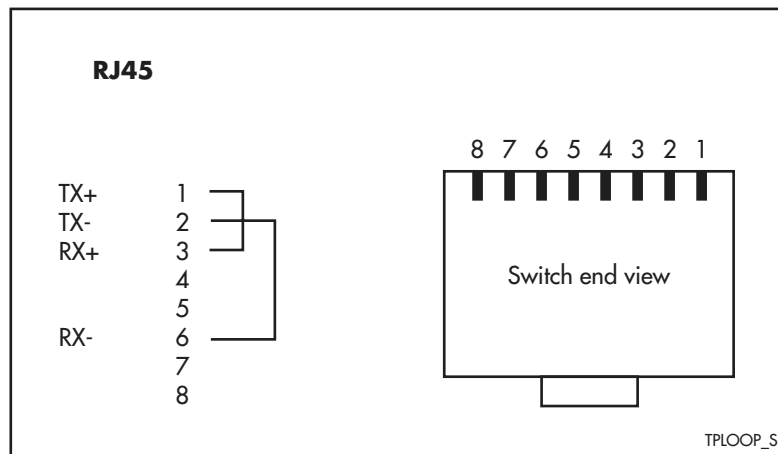 RJ45
TX+ 1
TX- 2
RX+ 3
4
5
RX- 6
7
8
8 7 6 5 4 3 2 1
Switch end view
TPLOOP_S